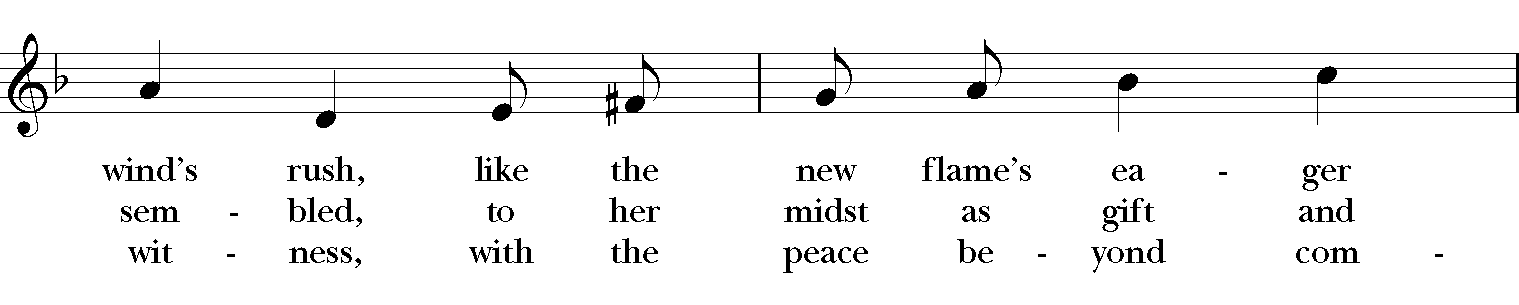 wind's rush, like the new flame's ea - ger
sem - bled, to her midst as gift and
wit - ness, with the peace be - yond com -